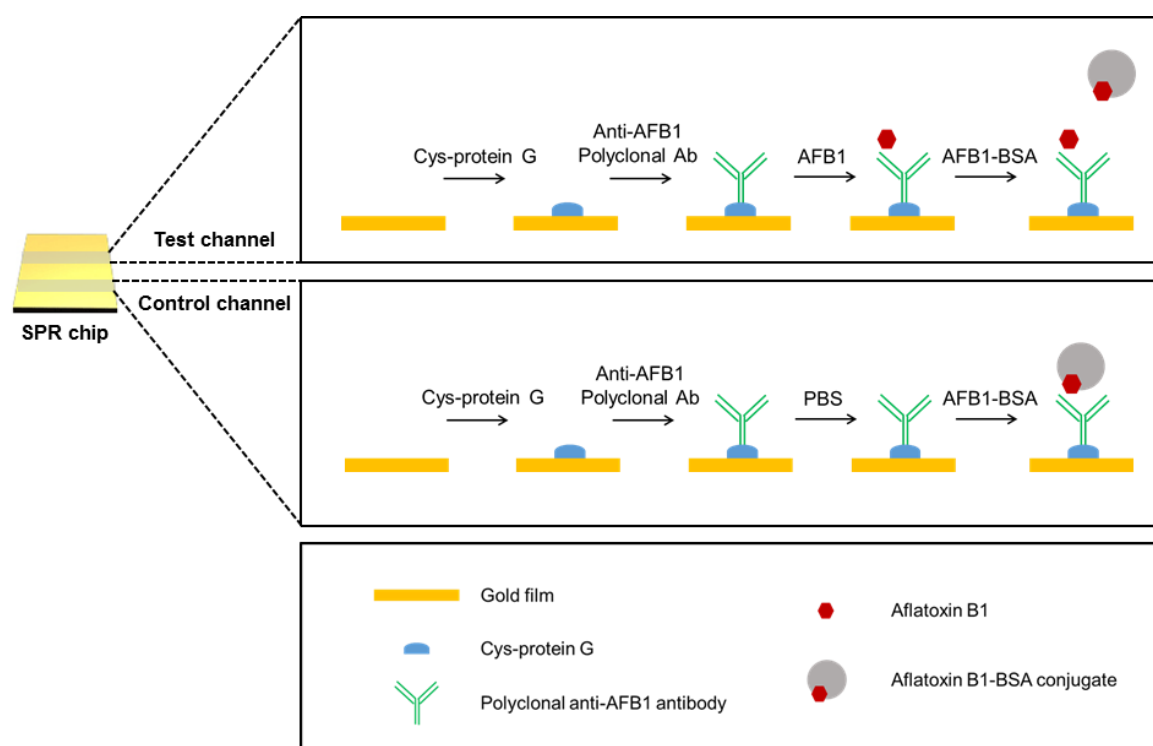 Cys-protein G
Anti-AFB1
Polyclonal Ab
AFB1
AFB1-BSA
Test channel
Control channel
SPR chip
Cys-protein G
Anti-AFB1
Polyclonal Ab
PBS
AFB1-BSA
Gold film
Cys-protein G
Polyclonal anti-AFB1 antibody
Aflatoxin B1
Aflatoxin B1-BSA conjugate